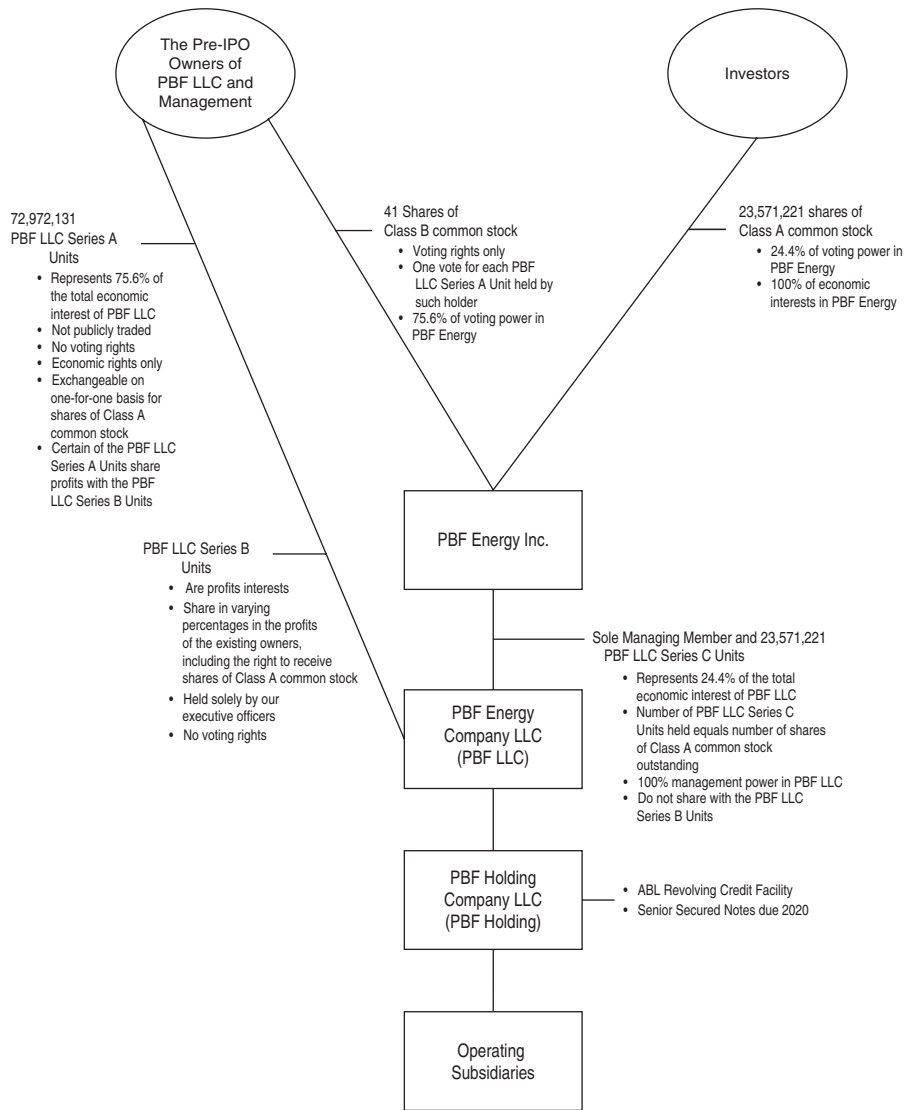 The Pre-IPO
Owners of
PBF LLC and
Management
Investors
72,972,131
PBF LLC Series A
Units
• Represents 75.6% of
the total economic
interest of PBF LLC
• Not publicly traded
• No voting rights
• Economic rights only
• Exchangeable on
one-for-one basis for
shares of Class A
common stock
• Certain of the PBF LLC
Series A Units share
profits with the PBF
LLC Series B Units
41 Shares of
Class B common stock
• Voting rights only
• One vote for each PBF
LLC Series A Unit held by
such holder
• 75.6% of voting power in
PBF Energy
23,571,221 shares of
Class A common stock
• 24.4% of voting power in
PBF Energy
• 100% of economic
interests in PBF Energy
PBF Energy Inc.
PBF LLC Series B
Units
• Are profits interests
• Share in varying
percentages in the profits
of the existing owners,
including the right to receive
shares of Class A common stock
• Held solely by our
executive officers
• No voting rights
Sole Managing Member and 23,571,221
PBF LLC Series C Units
• Represents 24.4% of the total
economic interest of PBF LLC
• Number of PBF LLC Series C
Units held equals number of shares
of Class A common stock
outstanding
• 100% management power in PBF LLC
• Do not share with the PBF LLC
Series B Units
PBF Energy
Company LLC
(PBF LLC)
PBF Holding
Company LLC
(PBF Holding)
• ABL Revolving Credit Facility
• Senior Secured Notes due 2020
Operating
Subsidiaries